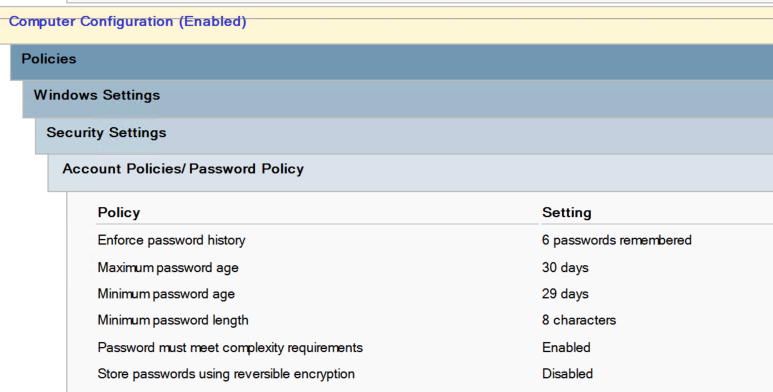 Computer Configuration (Enabled)
Policies
Windows Settings
Security Settings
Account Policies/Password Policy
Policy Setting
Enforce password history 6 passwords remembered
Maximum password age 30 days
Minimum password age 29 days
Minimum password length 8 characters
Password must meet complexity requirements Enabled
Store passwords using reversible encryption Disabled